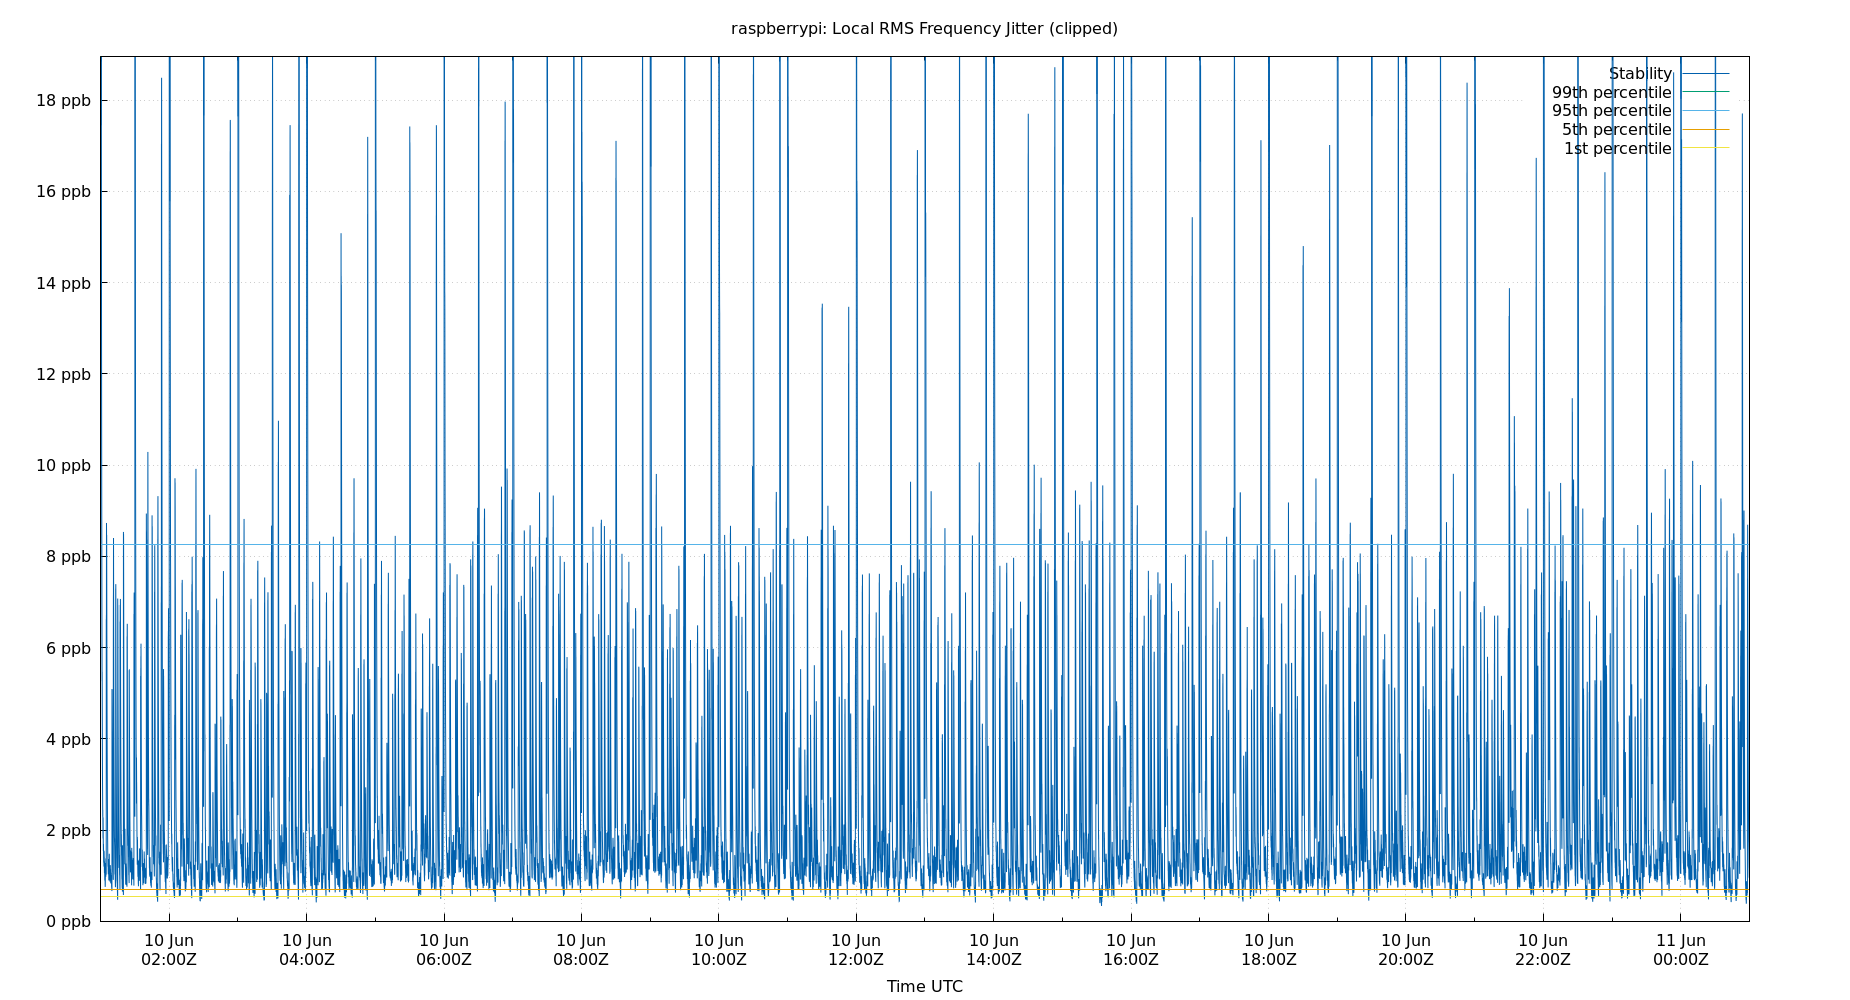 raspberrypi: Local RMS Frequency Jitter (clipped)
Stability
99th percentile
95th percentile
5th percentile
1st percentile
18 ppb
16 ppb
14 ppb
12 ppb
10 ppb
8 ppb
6 ppb
4 ppb
2 ppb
0 ppb
10 Jun 10 Jun 10 Jun 10 Jun 10 Jun 10 Jun 10 Jun 10 Jun 10 Jun 10 Jun 10 Jun 11 Jun
02:00Z 04:00Z 06:00Z 08:00Z 10:00Z 12:00Z 14:00Z 16:00Z 18:00Z 20:00Z 22:00Z 00:00Z
Time UTC